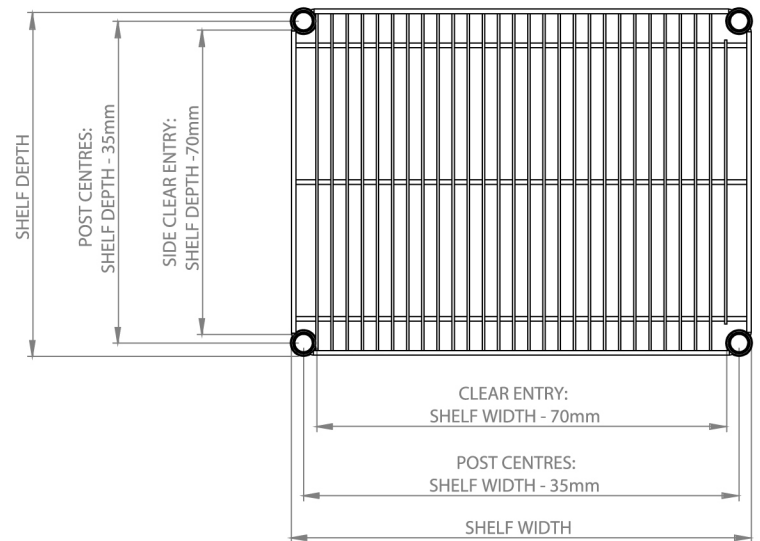 SHELF DEPTH
POST CENTRES:
SHELF DEPTH - 35mm
SIDE CLEAR ENTRY:
SHELF DEPTH -70mm
CLEAR ENTRY:
SHELF WIDTH - 70mm
POST CENTRES:
SHELF WIDTH - 35mm
SHELF WIDTH